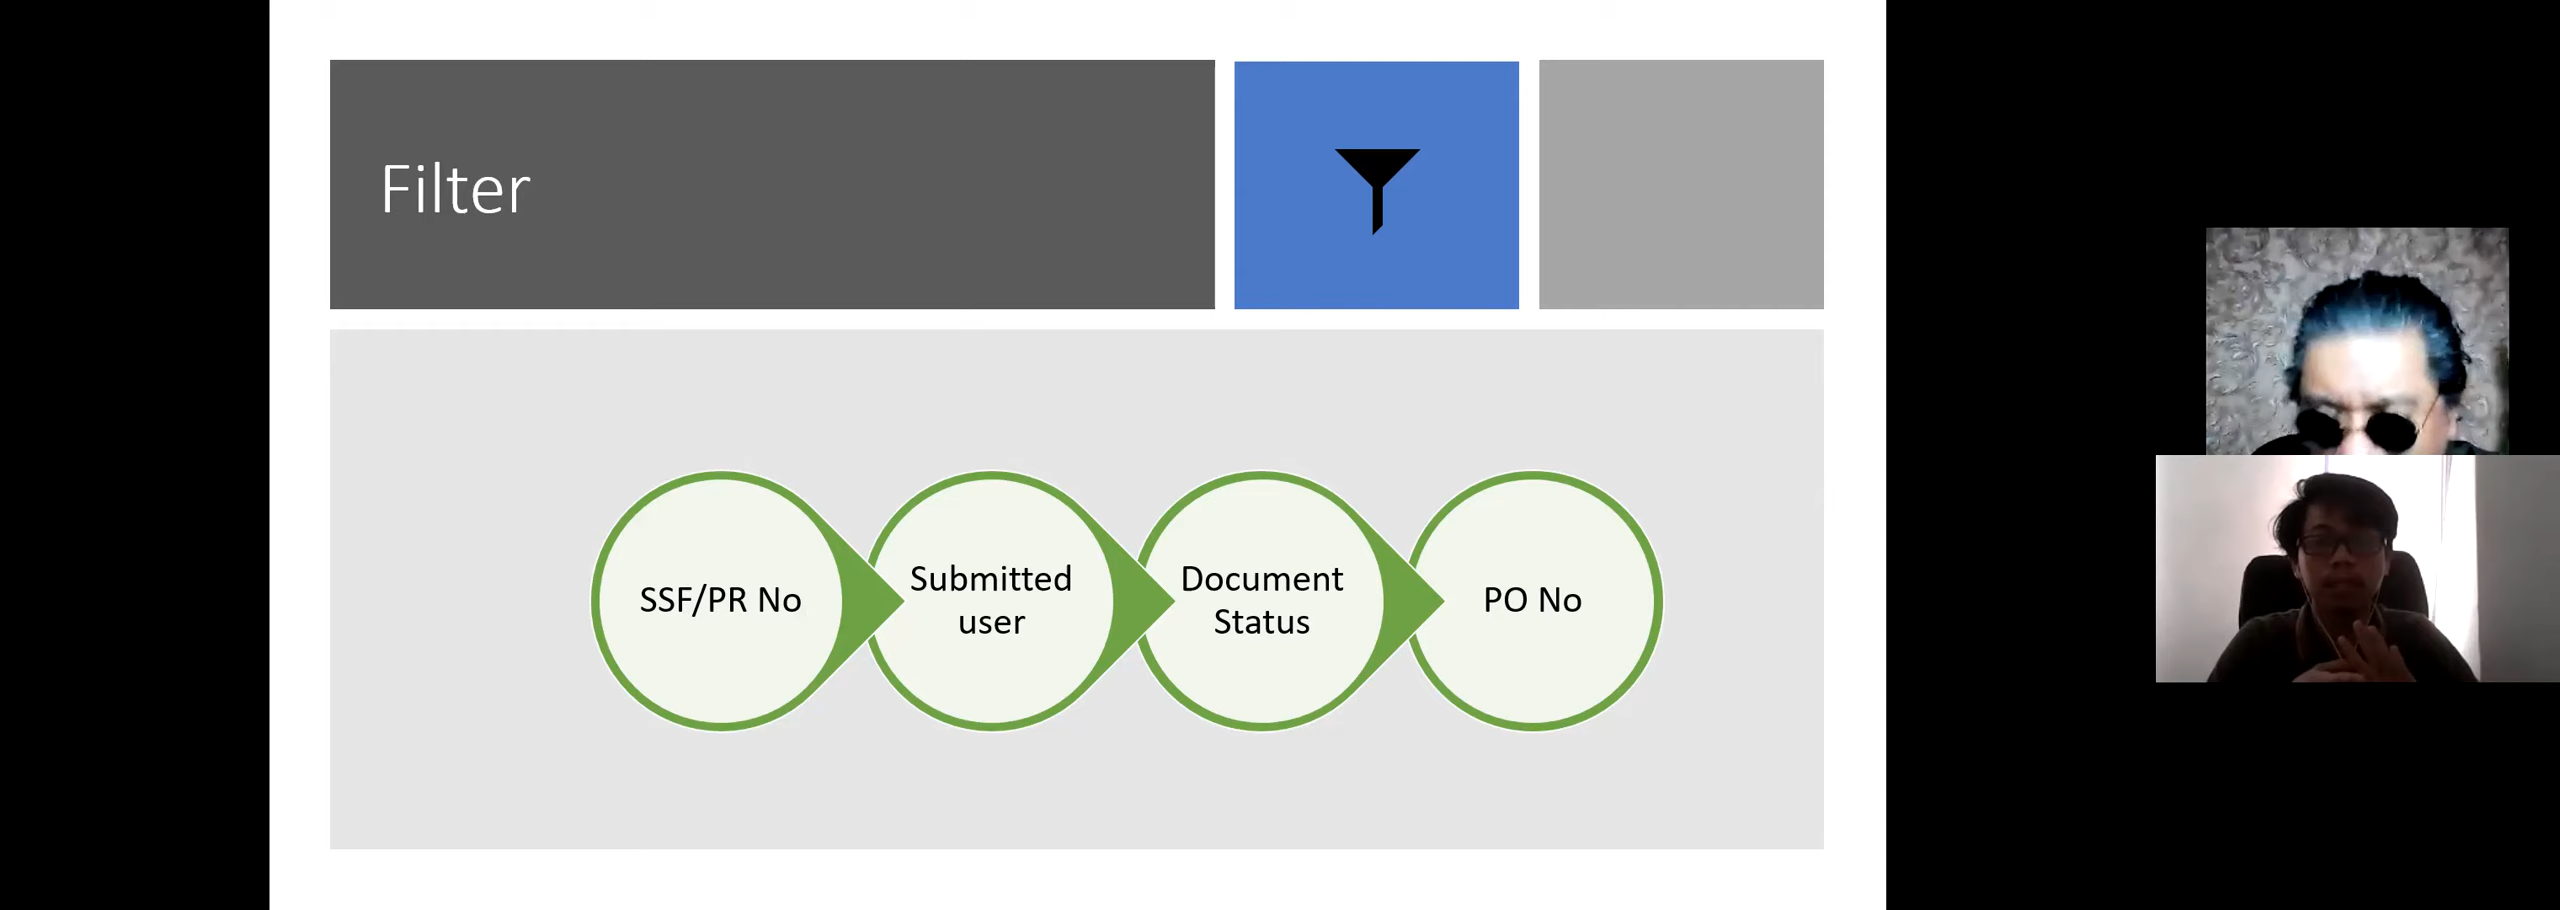 Filter
SSF/PR No
Submitted
user
Document
Status
PO No